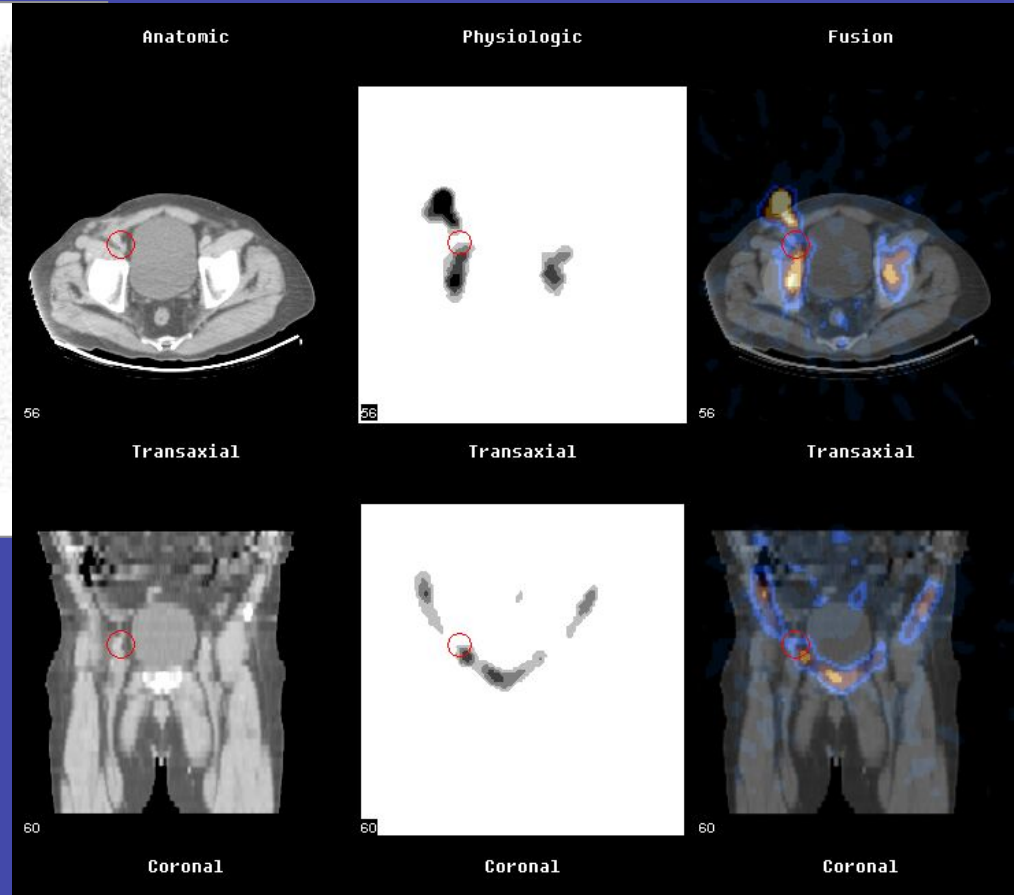 Anatomic Physiologic Fusion
56 56 56
Transaxial Transaxial Transaxial
60 60 60
Coronal Coronal Coronal